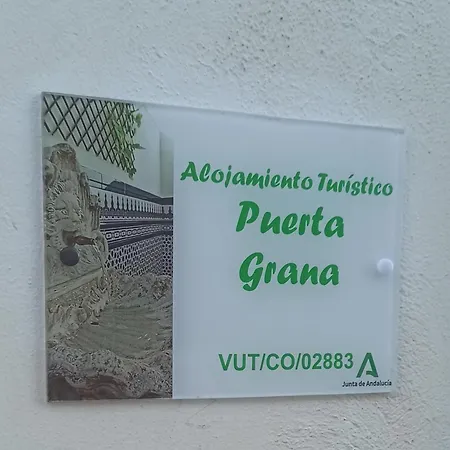 Alojamiento Turístico
Puerta
Grana
VUT/CO/02883
Junta de Andalucía